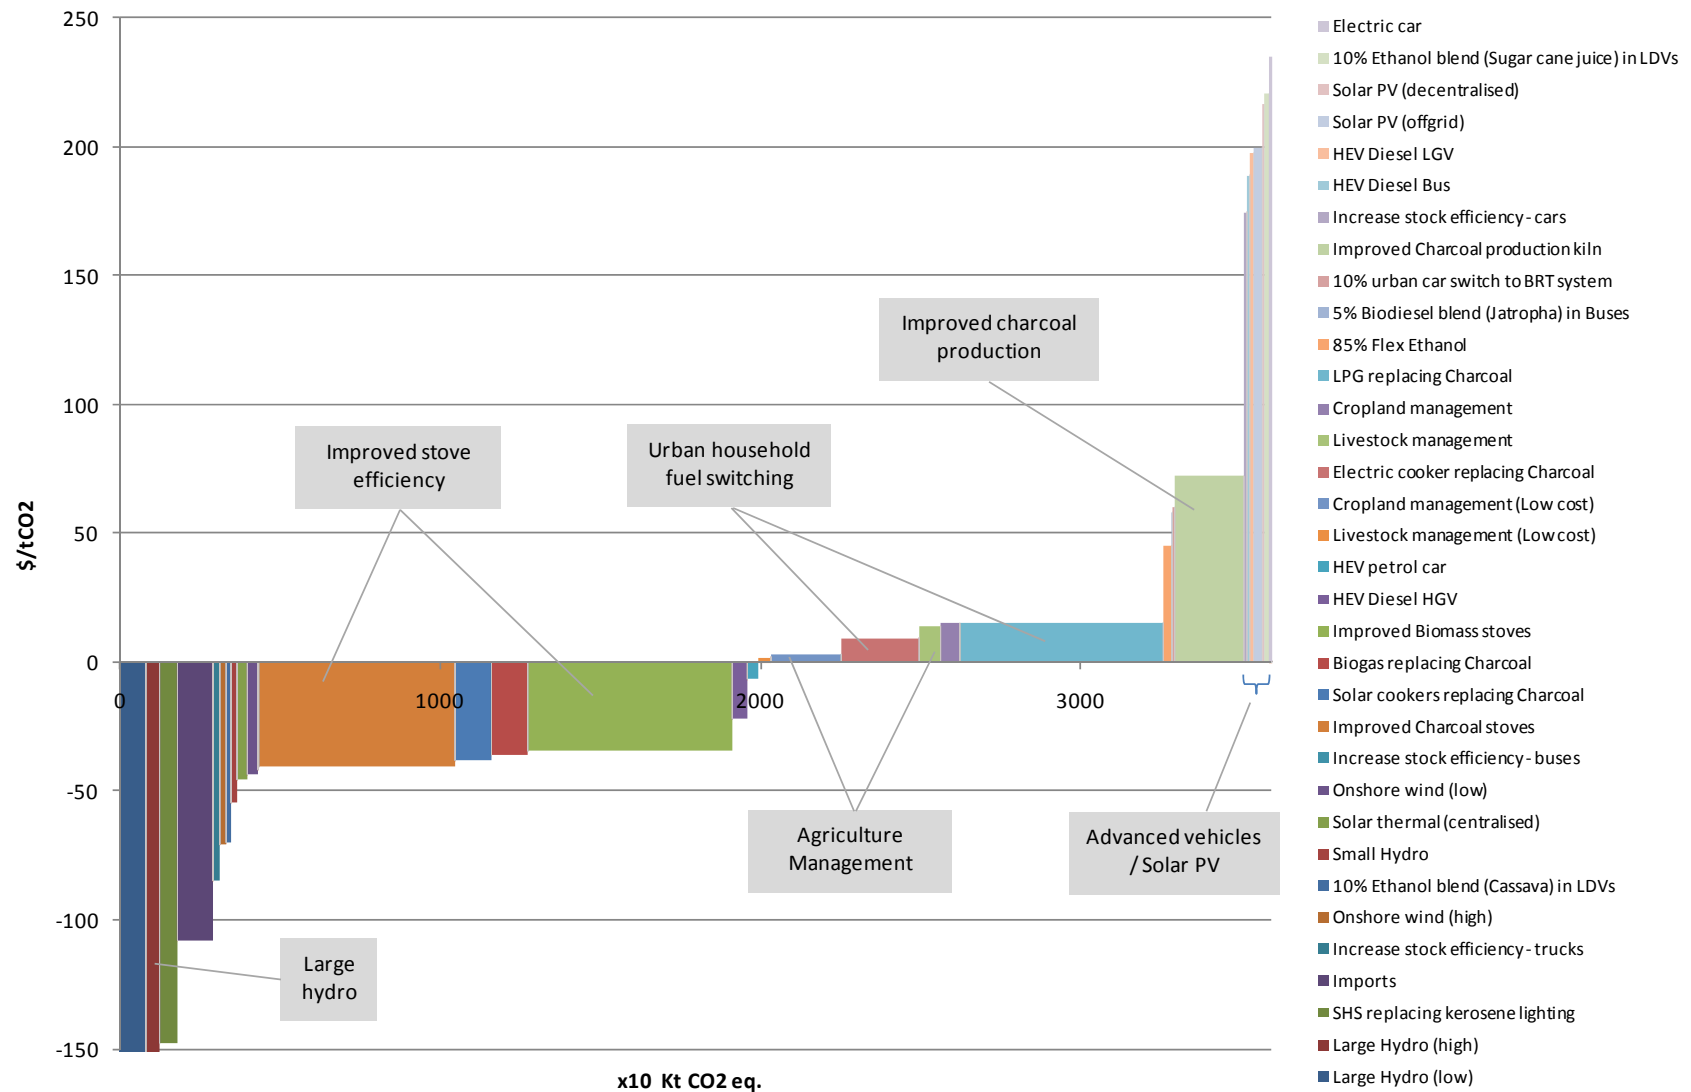 250
200
150
100
50
0
-50
-100
-150
$/tCO2
0
1000
2000
3000
x10 Kt CO2 eq.
Improved stove
efficiency
Urban household
fuel switching
Improved charcoal
production
Large
hydro
Agriculture
Management
Advanced vehicles
/ Solar PV
Electric car
10% Ethanol blend (Sugar cane juice) in LDVs
Solar PV (decentralised)
Solar PV (offgrid)
HEV Diesel LGV
HEV Diesel Bus
Increase stock efficiency - cars
Improved Charcoal production kiln
10% urban car switch to BRT system
5% Biodiesel blend (Jatropha) in Buses
85% Flex Ethanol
LPG replacing Charcoal
Cropland management
Livestock management
Electric cooker replacing Charcoal
Cropland management (Low cost)
Livestock management (Low cost)
HEV petrol car
HEV Diesel HGV
Improved Biomass stoves
Biogas replacing Charcoal
Solar cookers replacing Charcoal
Improved Charcoal stoves
Increase stock efficiency - buses
Onshore wind (low)
Solar thermal (centralised)
Small Hydro
10% Ethanol blend (Cassava) in LDVs
Onshore wind (high)
Increase stock efficiency - trucks
Imports
SHS replacing kerosene lighting
Large Hydro (high)
Large Hydro (low)